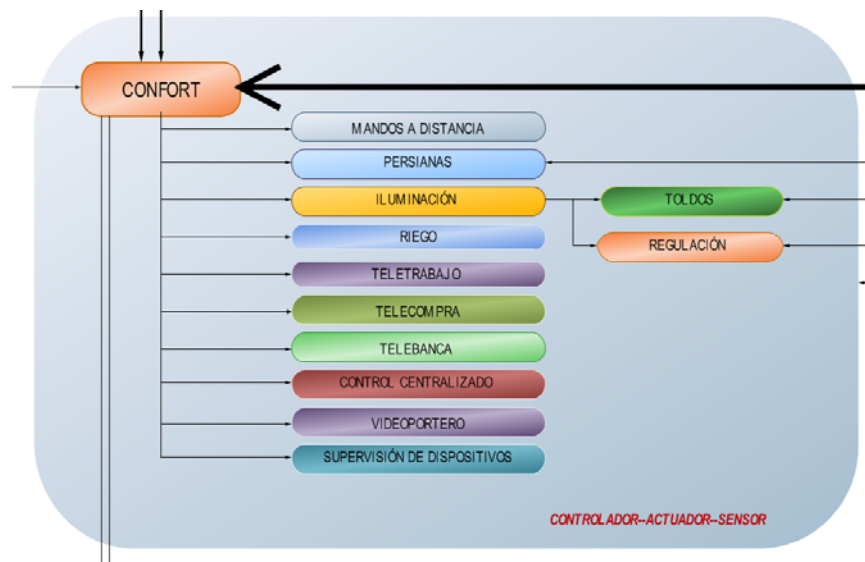 CONFORT
MANDOS A DISTANCIA
PERSIANAS
ILUMINACIÓN
TOLDOS
RIEGO
REGULACIÓN
TELETRABAJO
TELECOMPRA
TELEBANCA
CONTROL CENTRALIZADO
VIDEOPORTERO
SUPERVISIÓN DE DISPOSITIVOS
CONTROLADOR--ACTUADOR--SENSOR